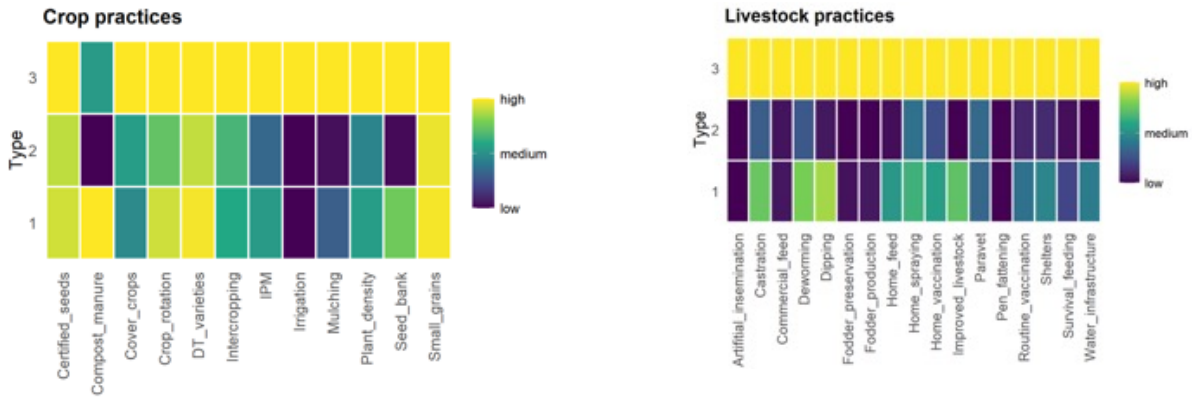 Crop practices
Type
3
2
1
high
medium
low
Certified_seeds
Compost_manure
Cover_crops
Crop_rotation
DT_varieties
Intercropping
IPM
Irrigation
Mulching
Plant_density
Seed_bank
Small_grains
Livestock practices
Type
3
2
1
high
medium
low
Artifitial_insemination
Castration
Commercial_feed
Deworming
Dipping
Fodder_preservation
Fodder_production
Home_feed
Home_spraying
Home_vaccination
Improved_livestock
Paravet
Pen_fattening
Routine_vaccination
Shelters
Survival_feeding
Water_infrastructure